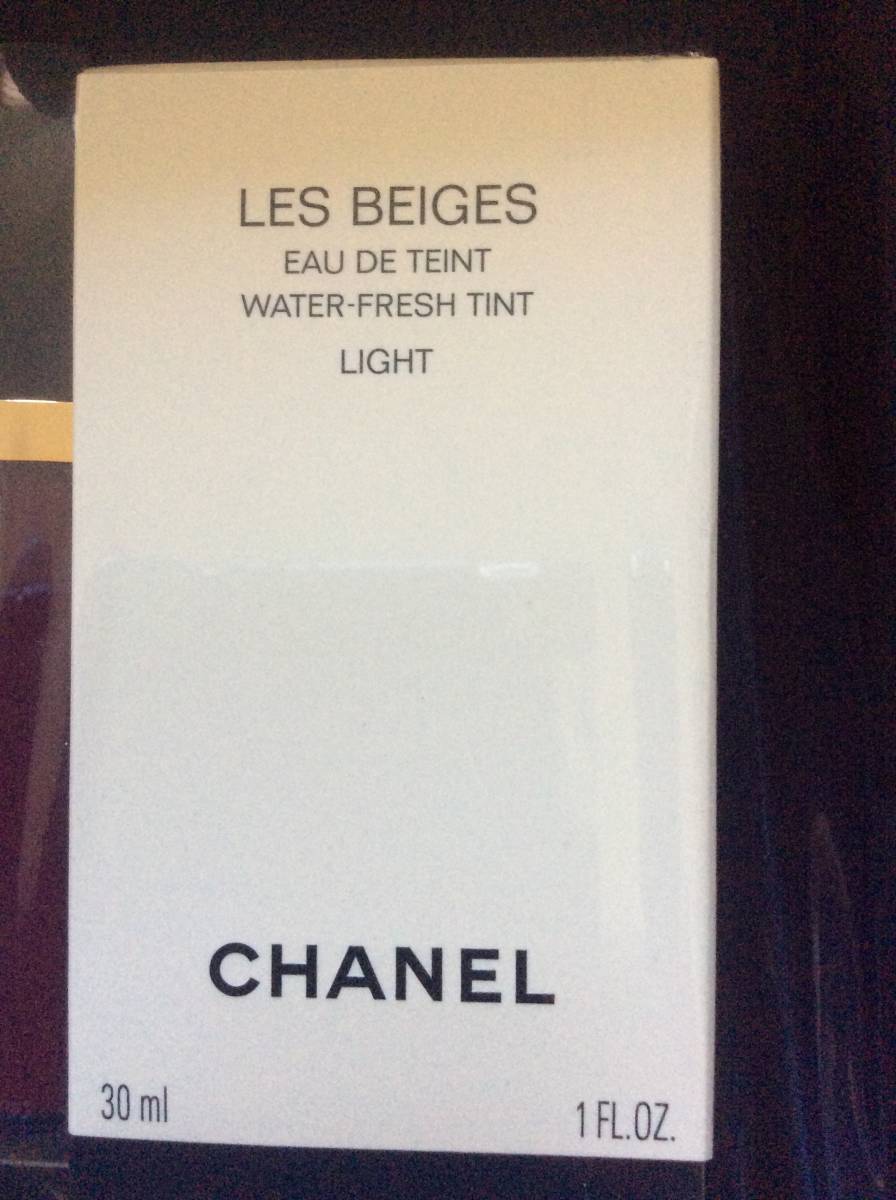 LES BEIGES
EAU DE TEINT
WATER-FRESH TINT
LIGHT
CHANEL
30 ml 1 FL.OZ.